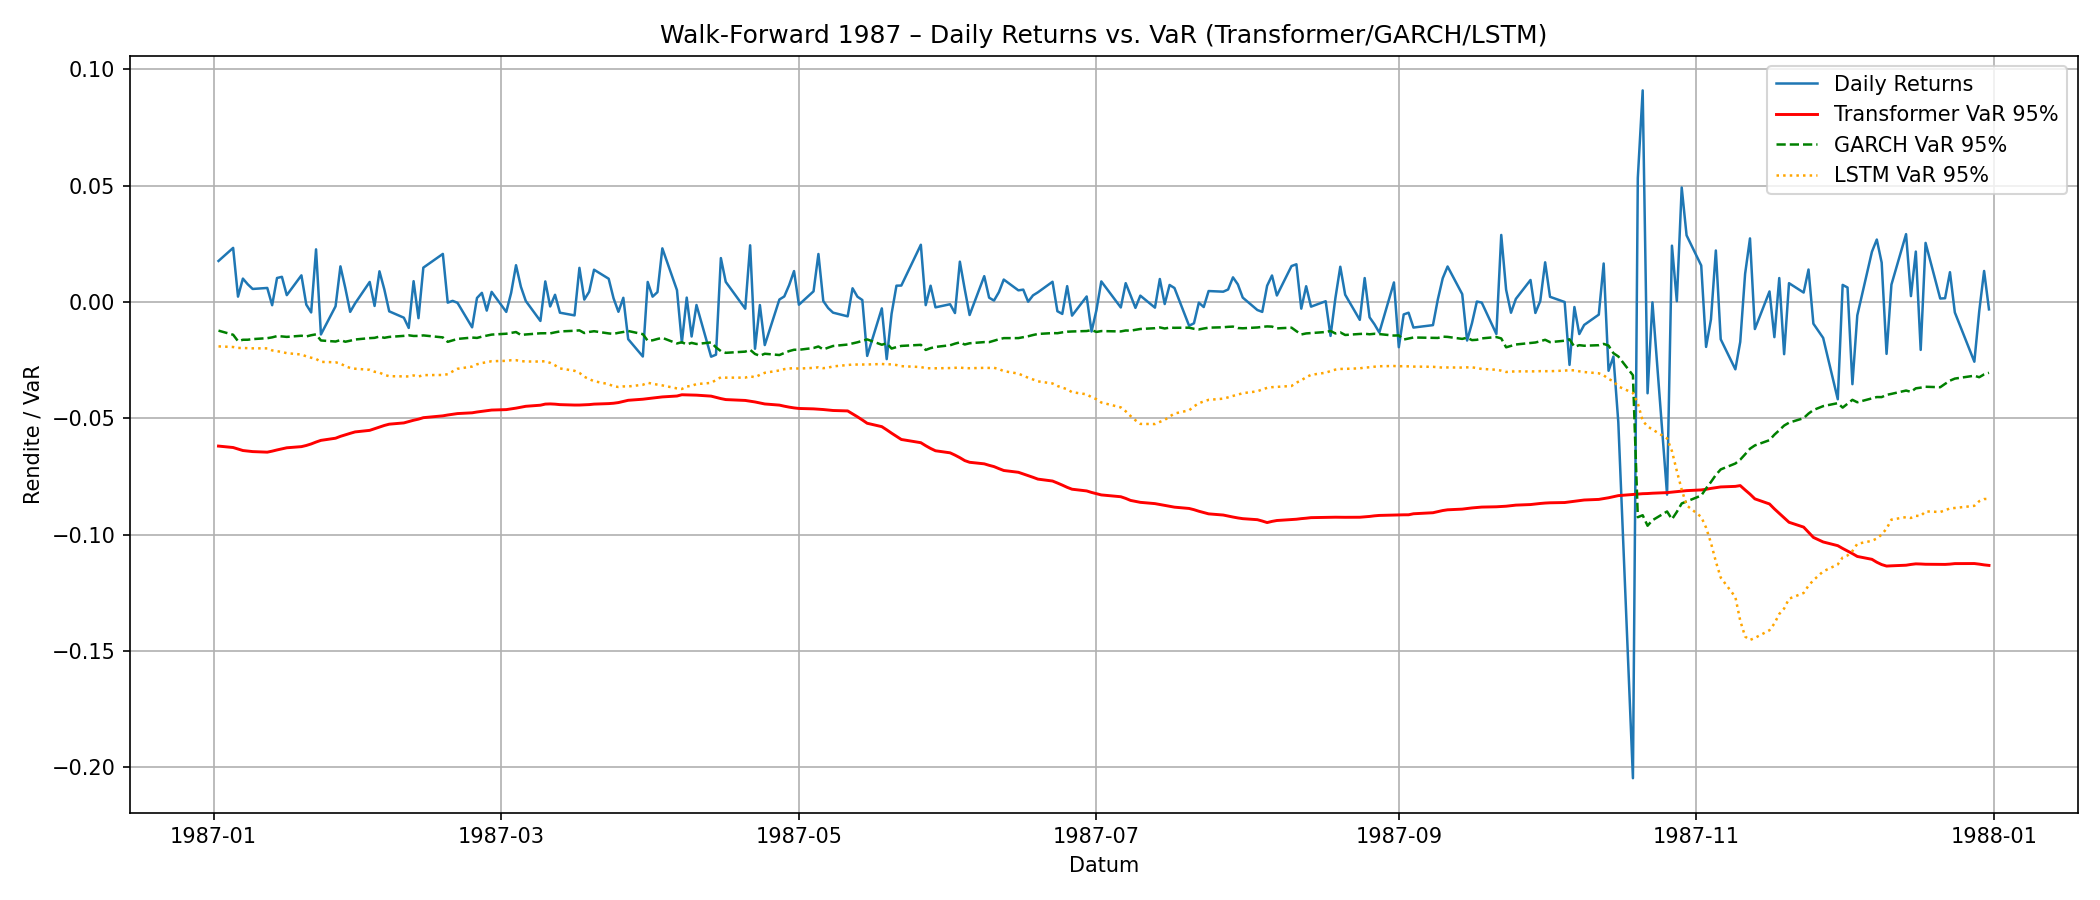 Walk-Forward 1987 – Daily Returns vs. VaR (Transformer/GARCH/LSTM)
Daily Returns
Transformer VaR 95%
GARCH VaR 95%
LSTM VaR 95%
Rendite / VaR
0.10
0.05
0.00
−0.05
−0.10
−0.15
−0.20
1987-01
1987-03
1987-05
1987-07
1987-09
1987-11
1988-01
Datum